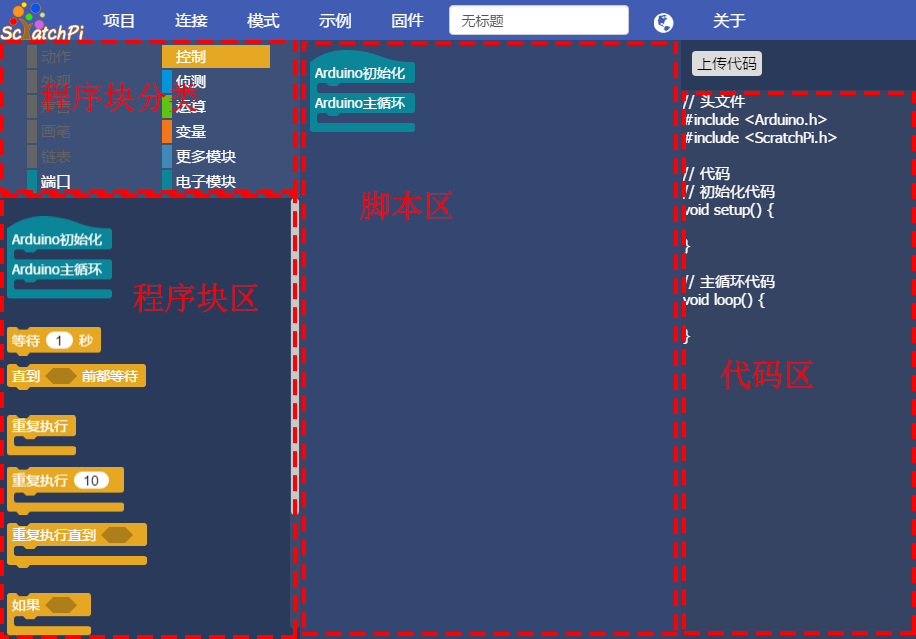 ScratchPi 项目 连接 模式 示例 固件 无标题 关于
动作 控制
外观 侦测
程序块分类
运算
画笔 变量
链表 更多模块
端口 电子模块
Arduino初始化
Arduino主循环
程序块区
等待 1 秒
直到 前都等待
重复执行
重复执行 10
重复执行直到
如果
Arduino初始化
Arduino主循环
脚本区
上传代码
// 头文件
#include <Arduino.h>
#include <ScratchPi.h>
// 代码
// 初始化代码
void setup() {
}
// 主循环代码
void loop() {
}
代码区